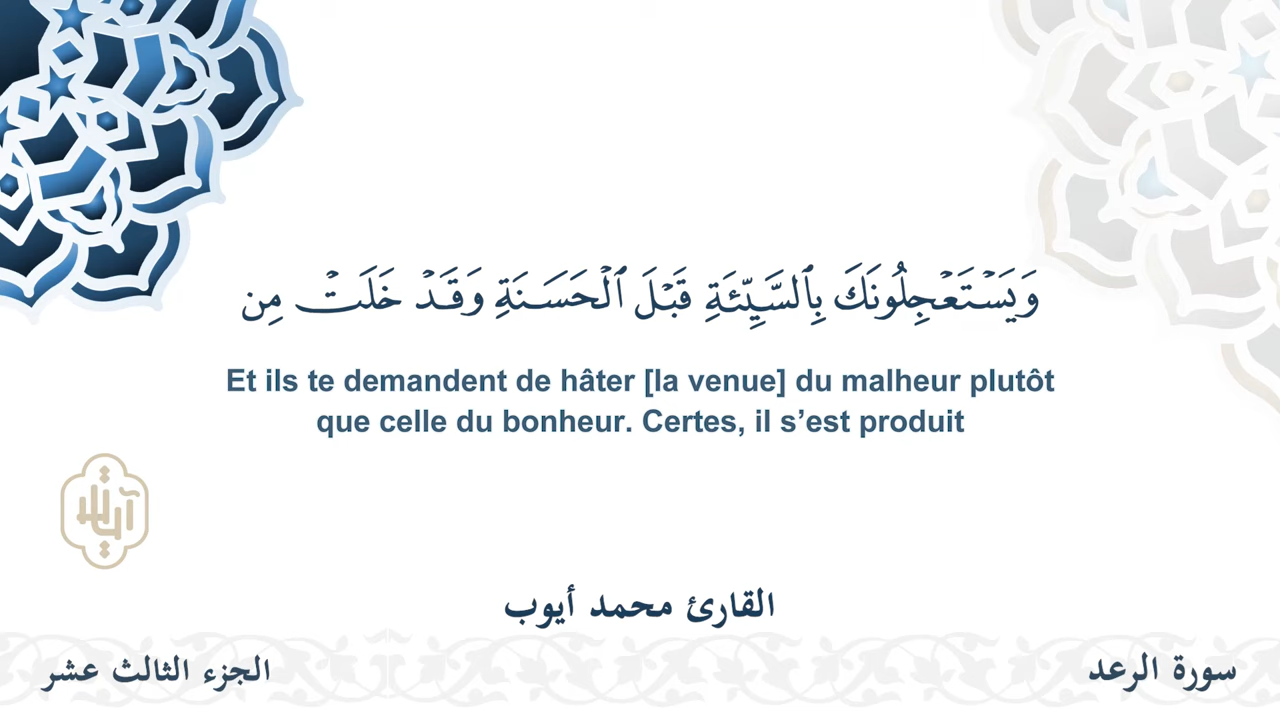 وَيَسْتَعْجِلُونَكَ بِٱلسَّيِّئَةِ قَبْلَ ٱلْحَسَنَةِ وَقَدْ خَلَتْ مِن
Et ils te demandent de hâter [la venue] du malheur plutôt
que celle du bonheur. Certes, il s’est produit
القارئ محمد أيوب
سورة الرعد
الجزء الثالث عشر